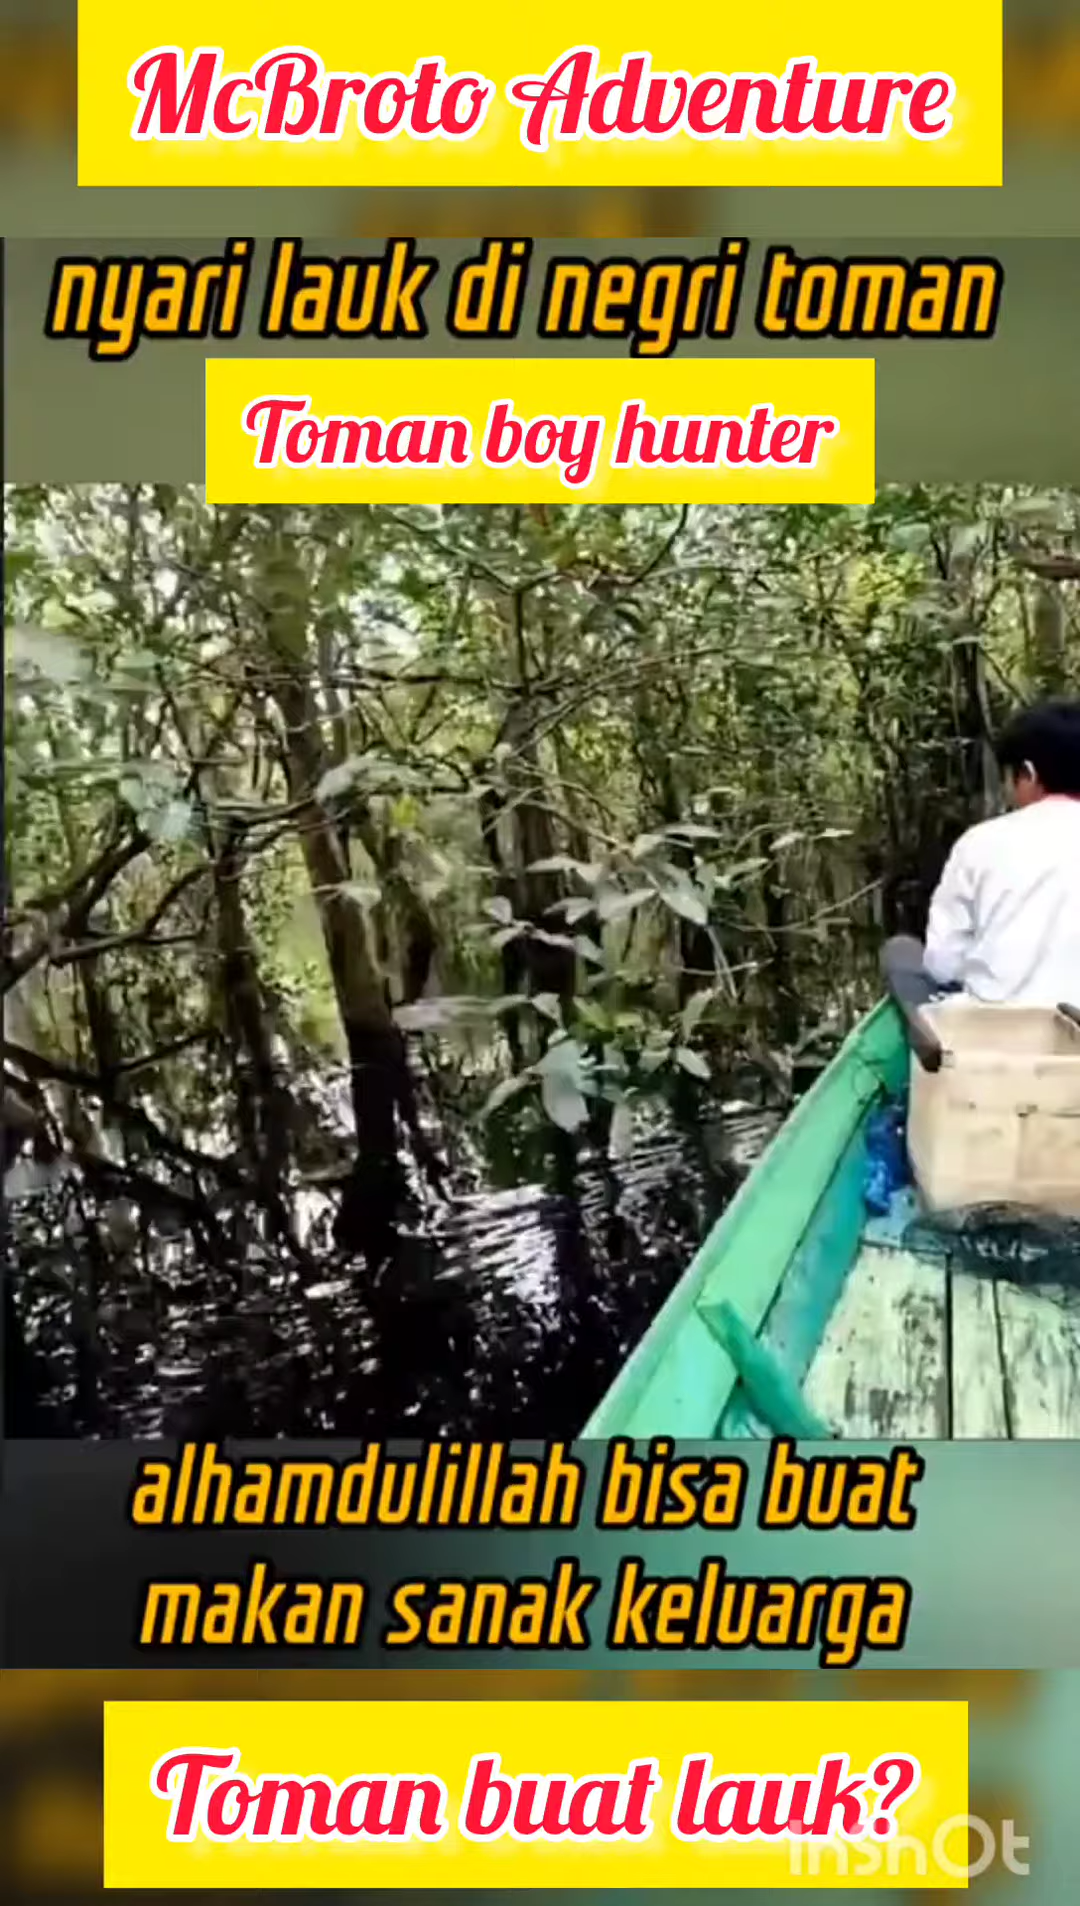 McBroto Adventure
nyari lauk di negri toman
Toman boy hunter
alhamdulillah bisa buat
makan sanak keluarga
Toman buat lauk?
InShOt